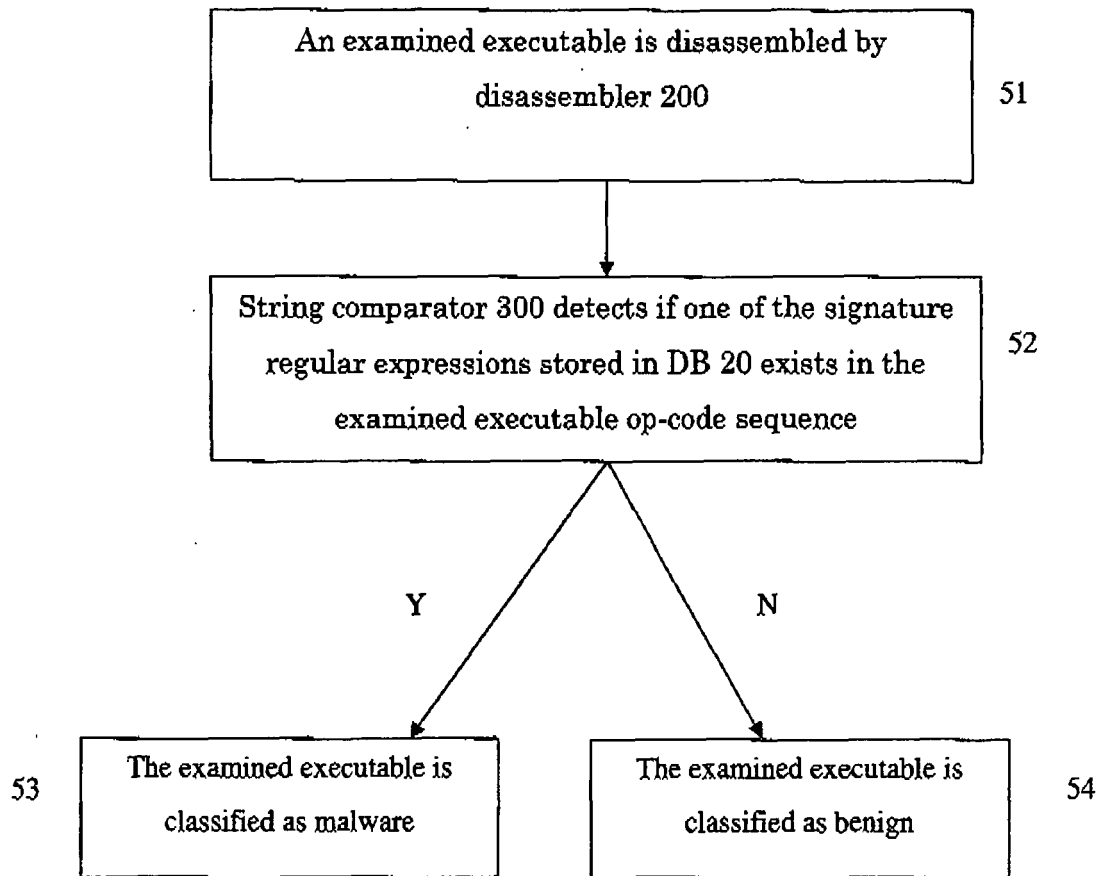 An examined executable is disassembled by
disassembler 200
51
String comparator 300 detects if one of the signature
regular expressions stored in DB 20 exists in the
examined executable op-code sequence
52
Y
N
53
The examined executable is
classified as malware
The examined executable is
classified as benign
54